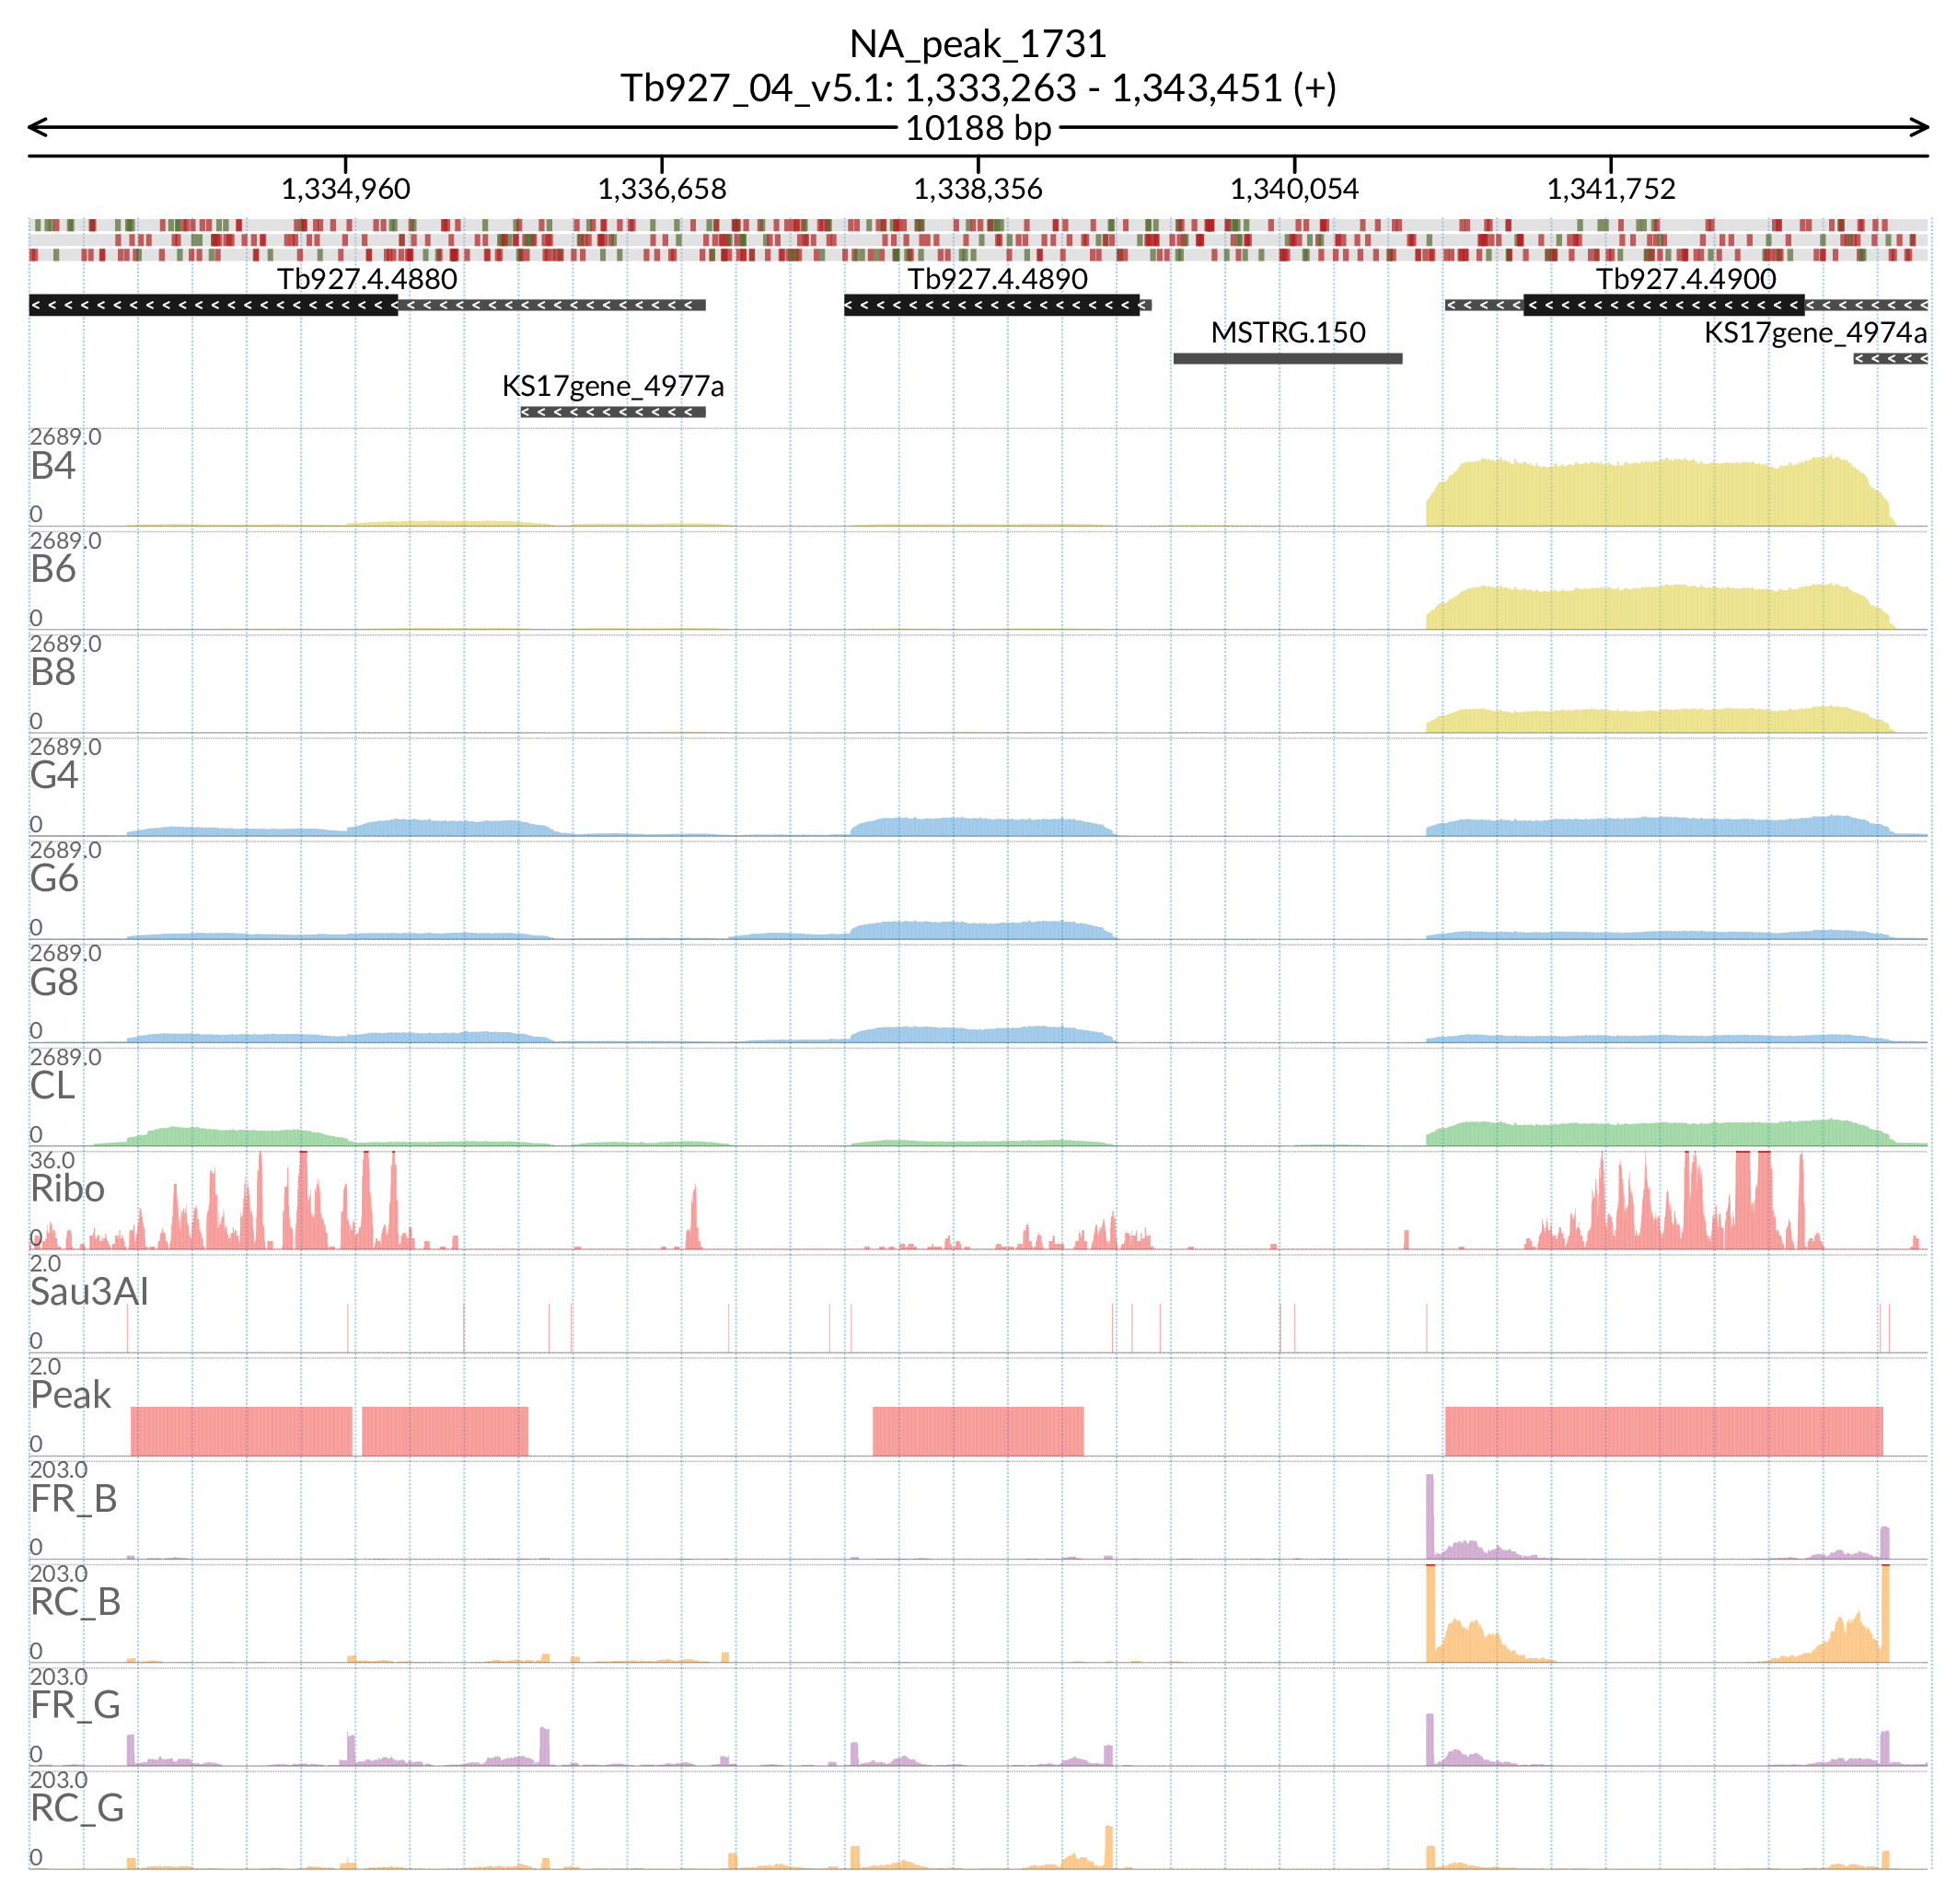 NA_peak_1731
Tb927_04_v5.1: 1,333,263 - 1,343,451 (+)
10188 bp
1,334,960 1,336,658 1,338,356 1,340,054 1,341,752
Tb927.4.4880 Tb927.4.4890 Tb927.4.4900
MSTRG.150 KS17gene_4974a
KS17gene_4977a
2689.0
B4
0
2689.0
B6
0
2689.0
B8
0
2689.0
G4
0
2689.0
G6
0
2689.0
G8
0
2689.0
CL
0
36.0
Ribo
0
2.0
Sau3AI
0
2.0
Peak
0
203.0
FR_B
0
203.0
RC_B
0
203.0
FR_G
0
203.0
RC_G
0